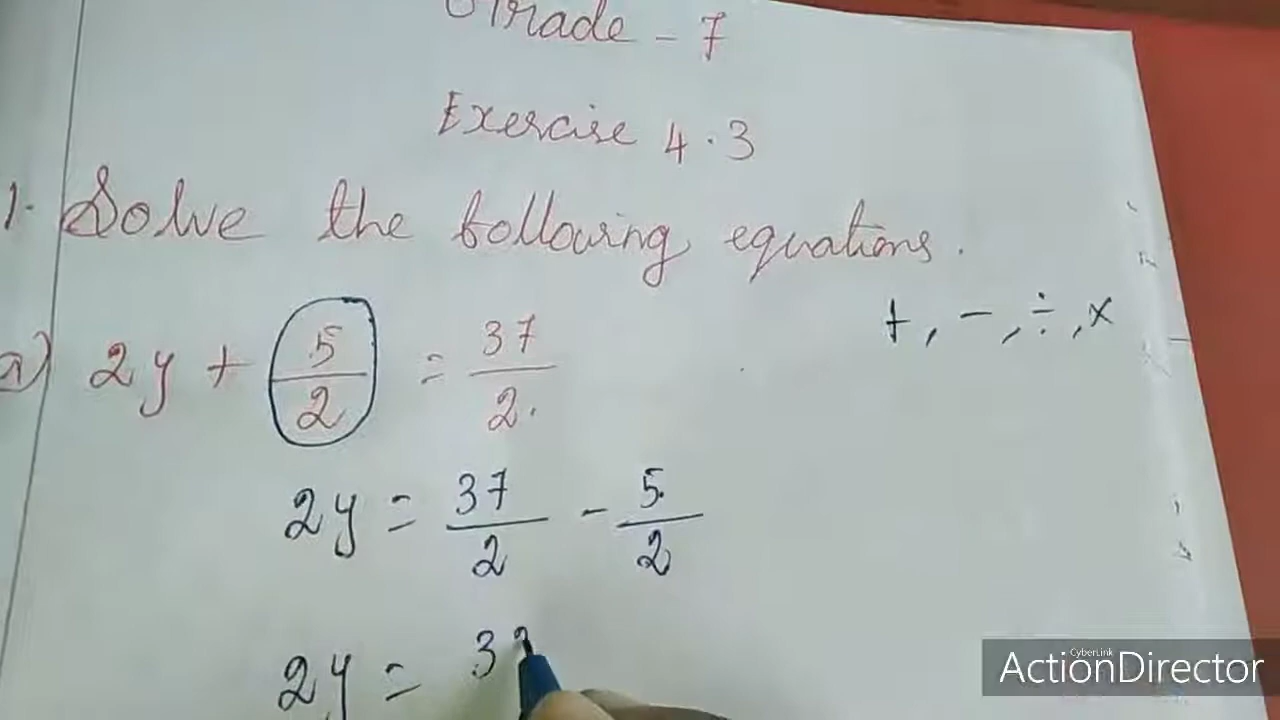 Grade - 7
Exercise 4.3
1. Solve the following equations.
+, -, ÷, ×
a) 2y + 5/2 = 37/2.
2y = 37/2 - 5/2
2y = 3
CyberLink
ActionDirector